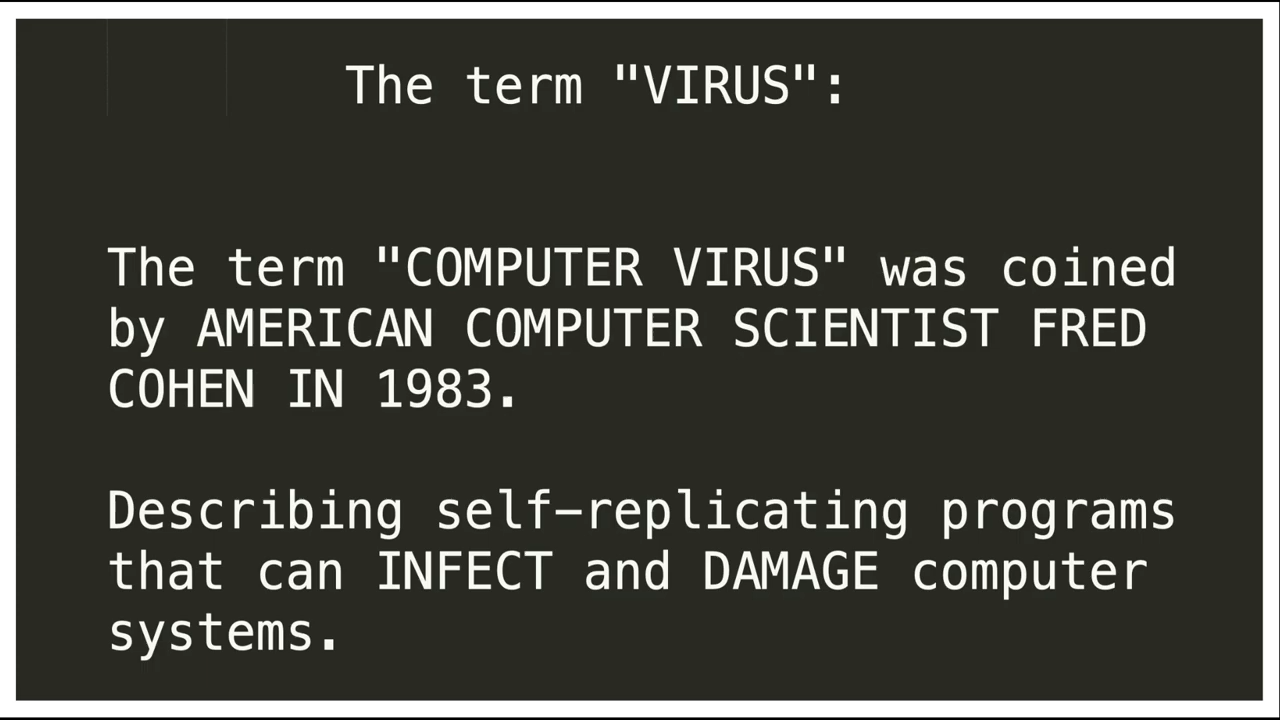 The term "VIRUS":
The term "COMPUTER VIRUS" was coined
by AMERICAN COMPUTER SCIENTIST FRED
COHEN IN 1983.
Describing self-replicating programs
that can INFECT and DAMAGE computer
systems.